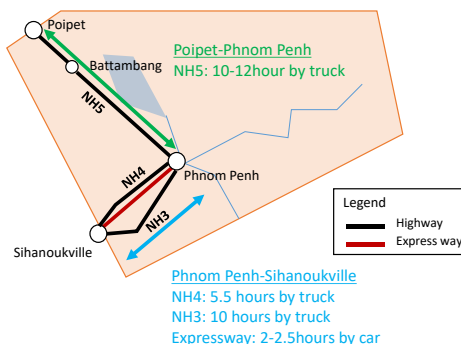 Poipet
Battambang
Poipet-Phnom Penh
NH5: 10-12hour by truck
NH5
NH4
Phnom Penh
NH3
Sihanoukville
Legend
Highway
Express way
Phnom Penh-Sihanoukville
NH4: 5.5 hours by truck
NH3: 10 hours by truck
Expressway: 2-2.5hours by car